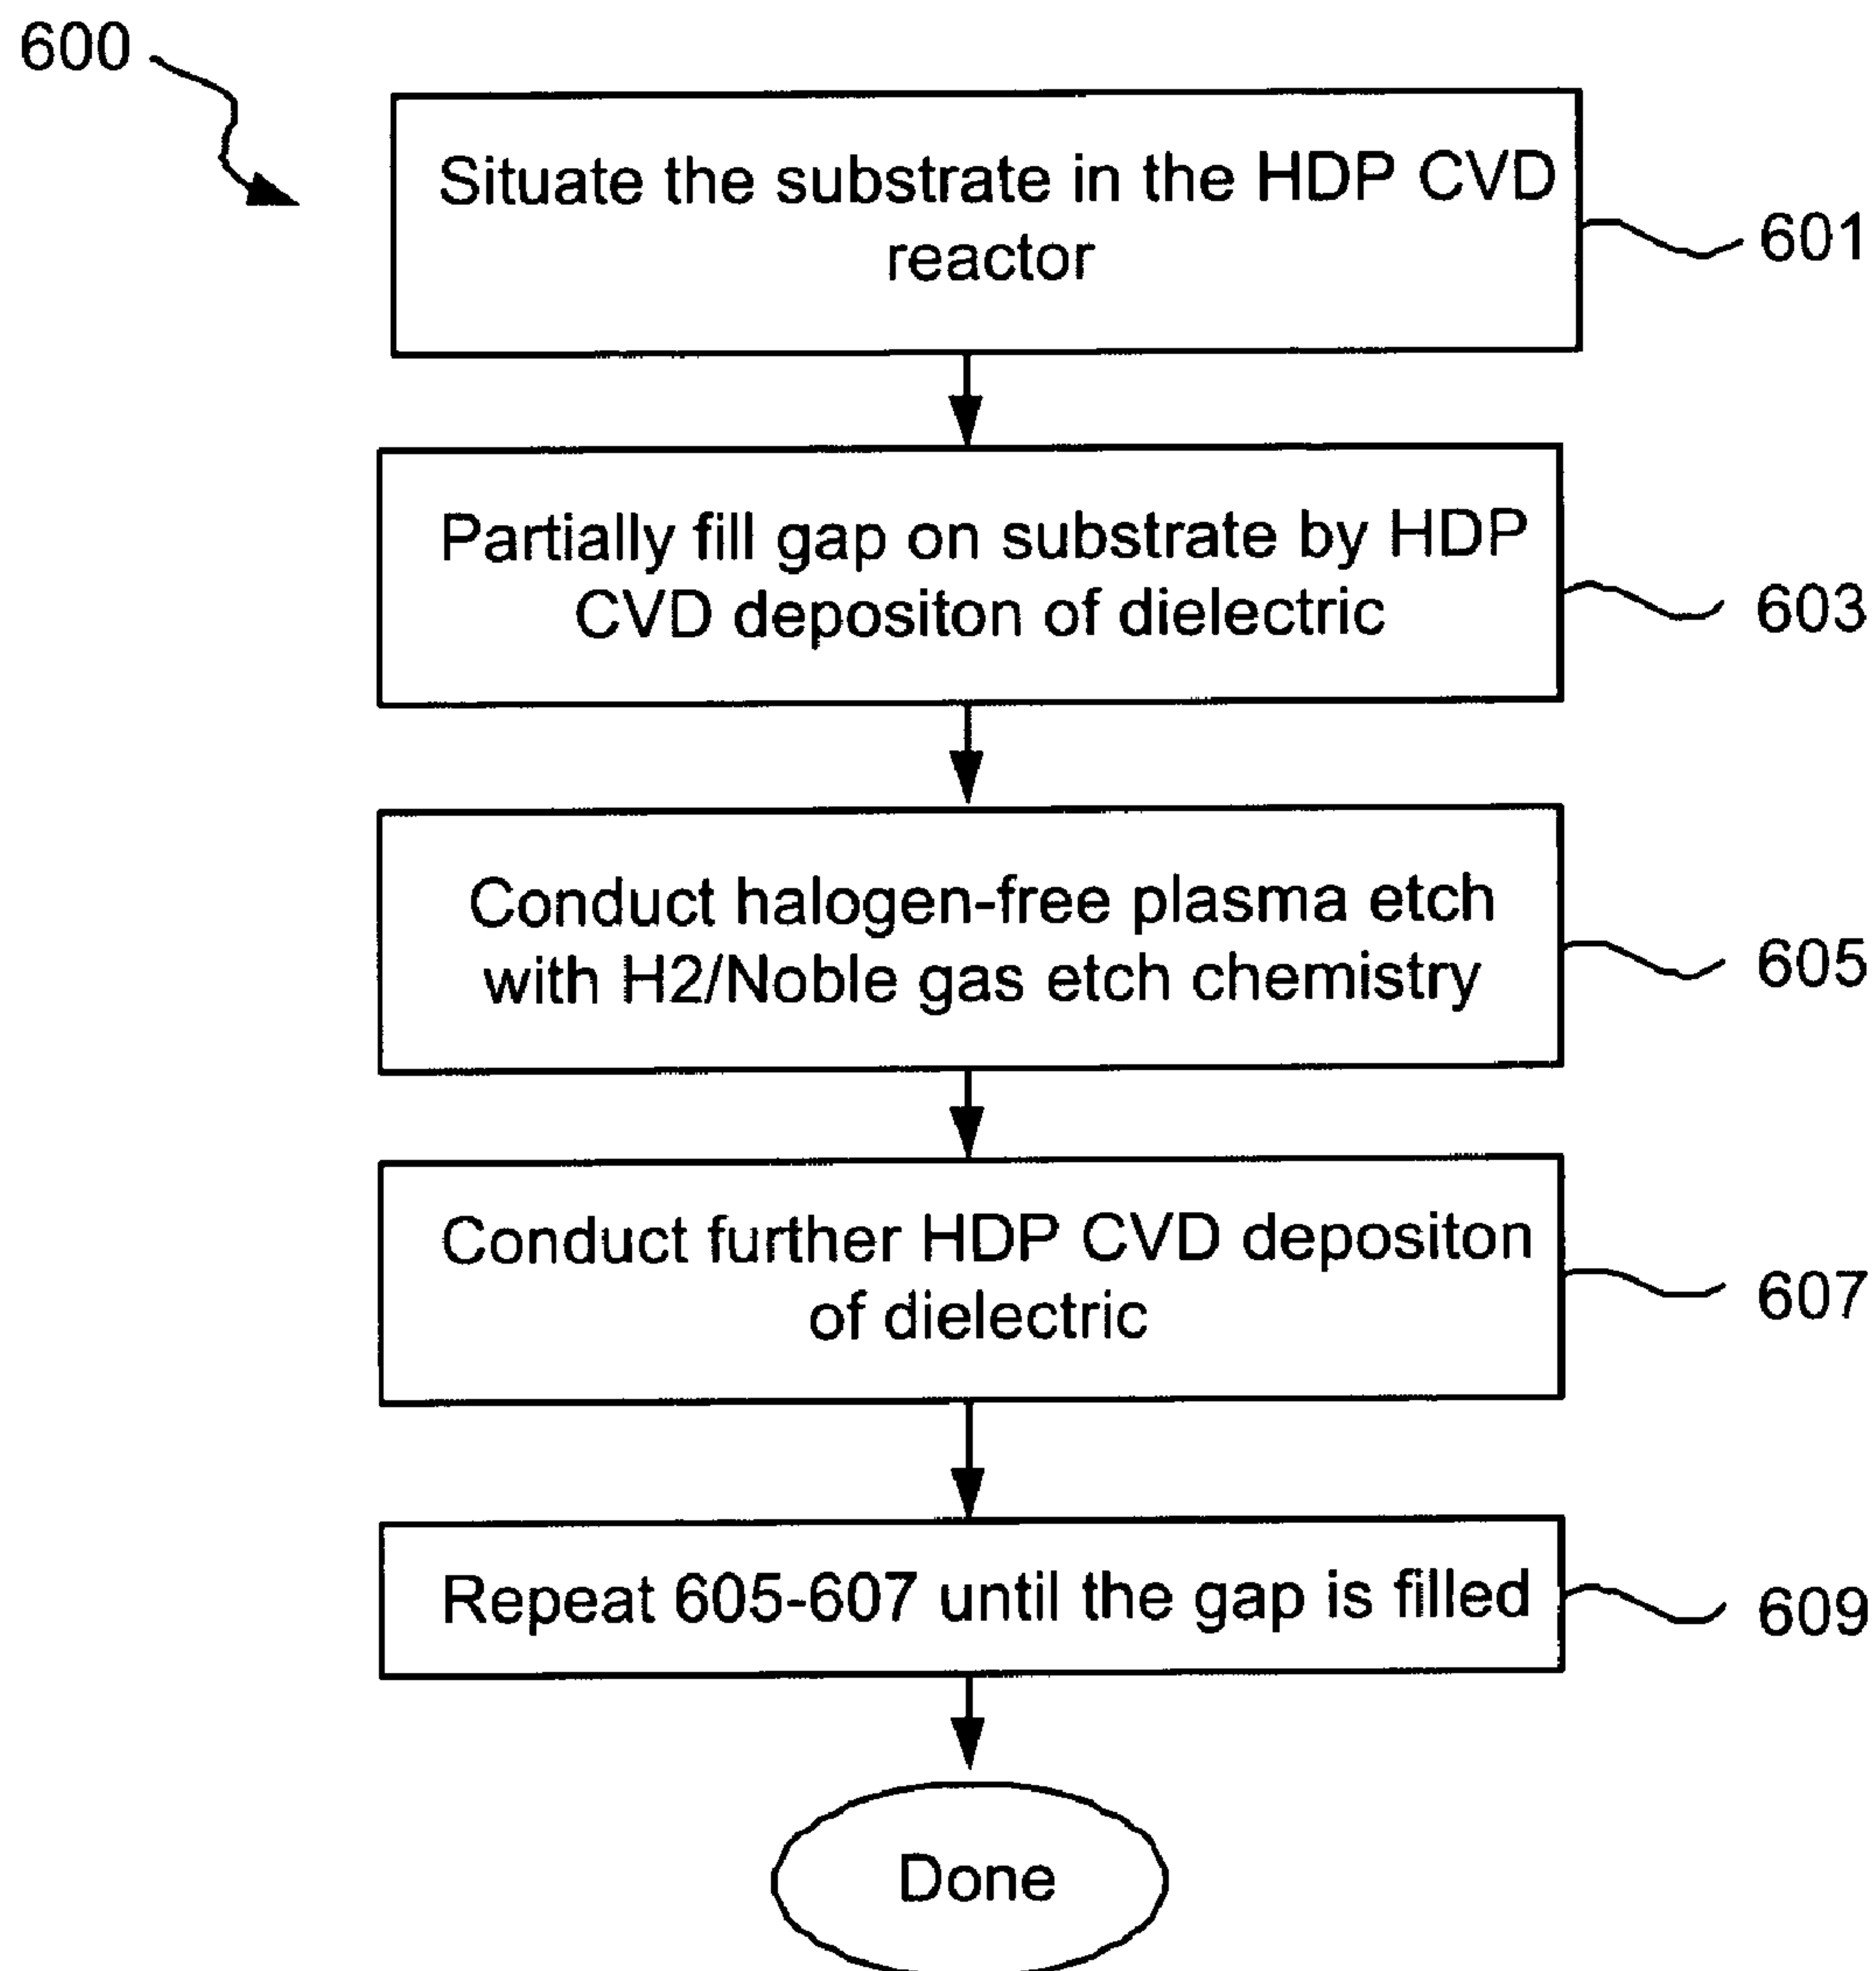 600
Situate the substrate in the HDP CVD
reactor
601
Partially fill gap on substrate by HDP
CVD depositon of dielectric
603
Conduct halogen-free plasma etch
with H2/Noble gas etch chemistry
605
Conduct further HDP CVD depositon
of dielectric
607
Repeat 605-607 until the gap is filled
609
Done